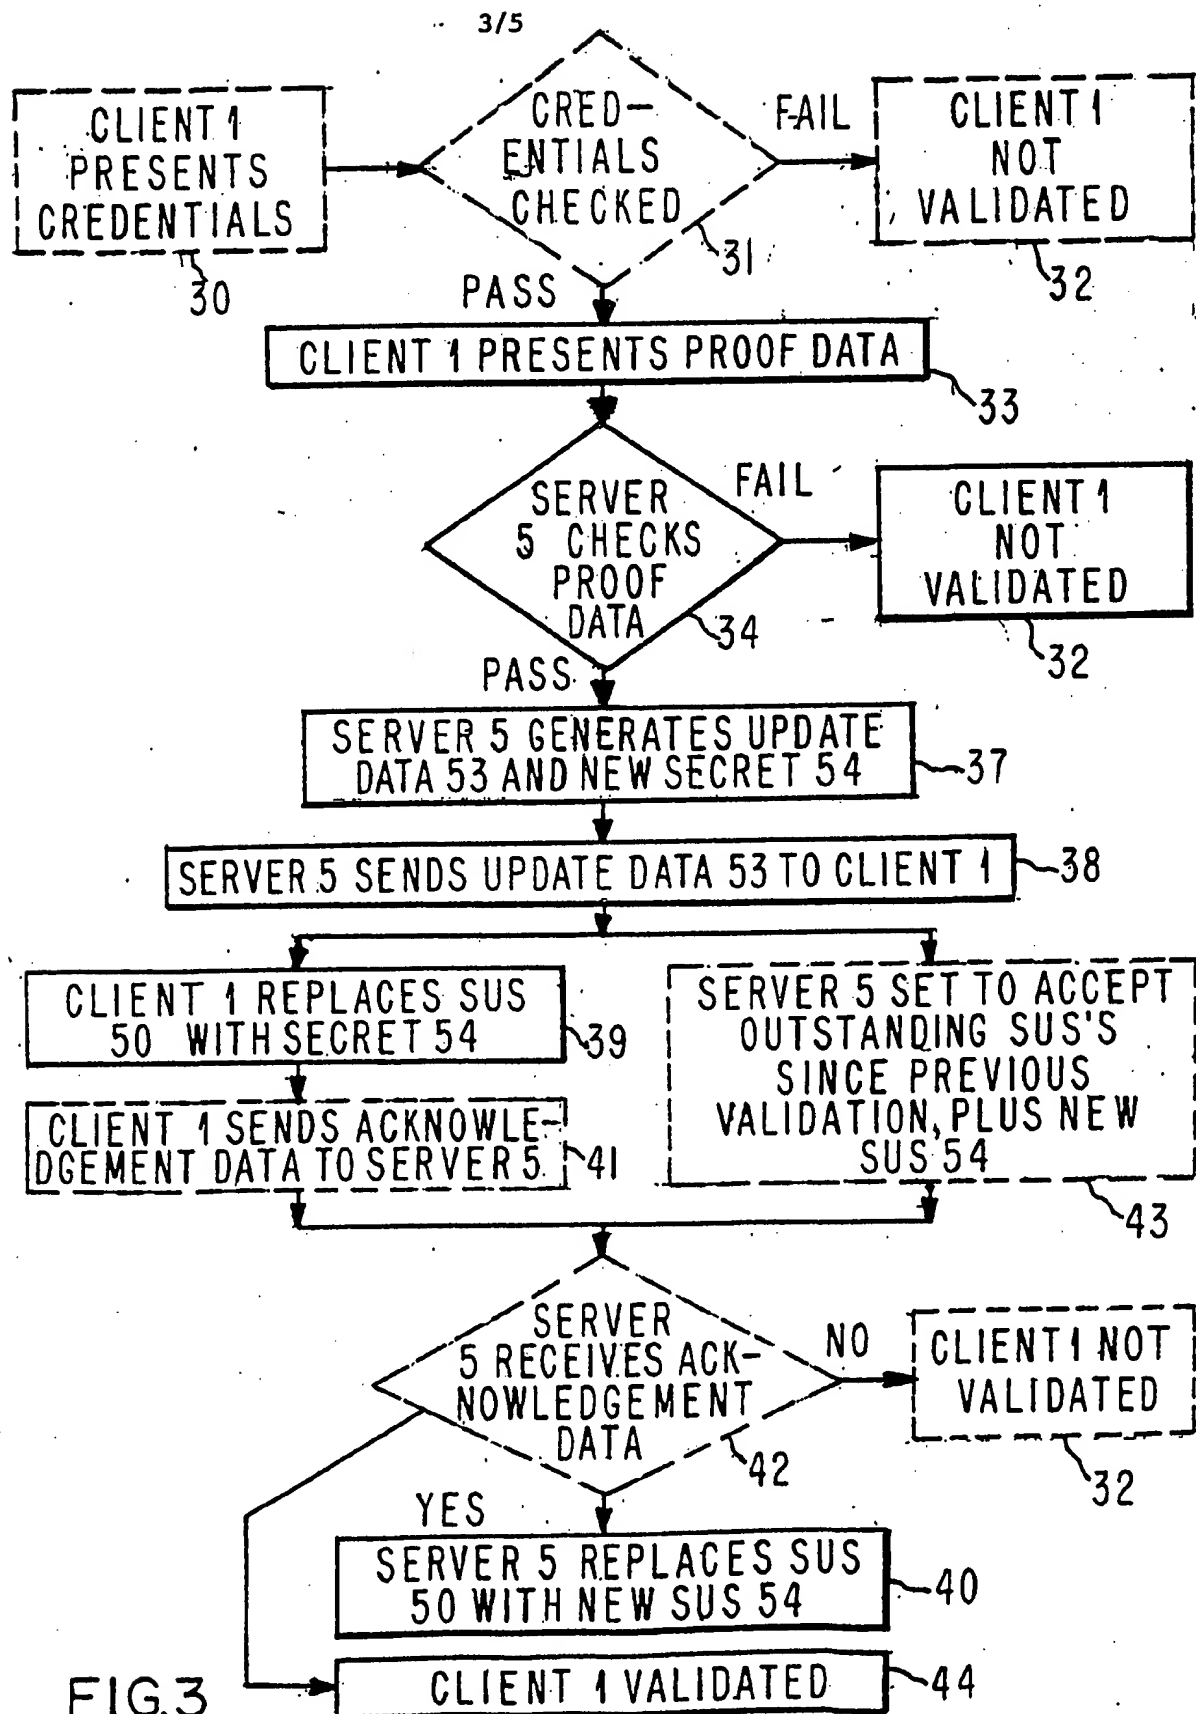 3/5
CLIENT 1
PRESENTS
CREDENTIALS
30
CRED-
ENTIALS
CHECKED
31
FAIL
CLIENT 1
NOT
VALIDATED
32
PASS
CLIENT 1 PRESENTS PROOF DATA
33
SERVER
5 CHECKS
PROOF
DATA
34
FAIL
CLIENT 1
NOT
VALIDATED
32
PASS
SERVER 5 GENERATES UPDATE
DATA 53 AND NEW SECRET 54
37
SERVER 5 SENDS UPDATE DATA 53 TO CLIENT 1
38
CLIENT 1 REPLACES SUS
50 WITH SECRET 54
39
CLIENT 1 SENDS ACKNOWLE-
DGEMENT DATA TO SERVER 5
41
SERVER 5 SET TO ACCEPT
OUTSTANDING SUS'S
SINCE PREVIOUS
VALIDATION, PLUS NEW
SUS 54
43
SERVER
5 RECEIVES ACK-
NOWLEDGEMENT
DATA
42
NO
CLIENT 1 NOT
VALIDATED
32
YES
SERVER 5 REPLACES SUS
50 WITH NEW SUS 54
40
CLIENT 1 VALIDATED
44
FIG.3